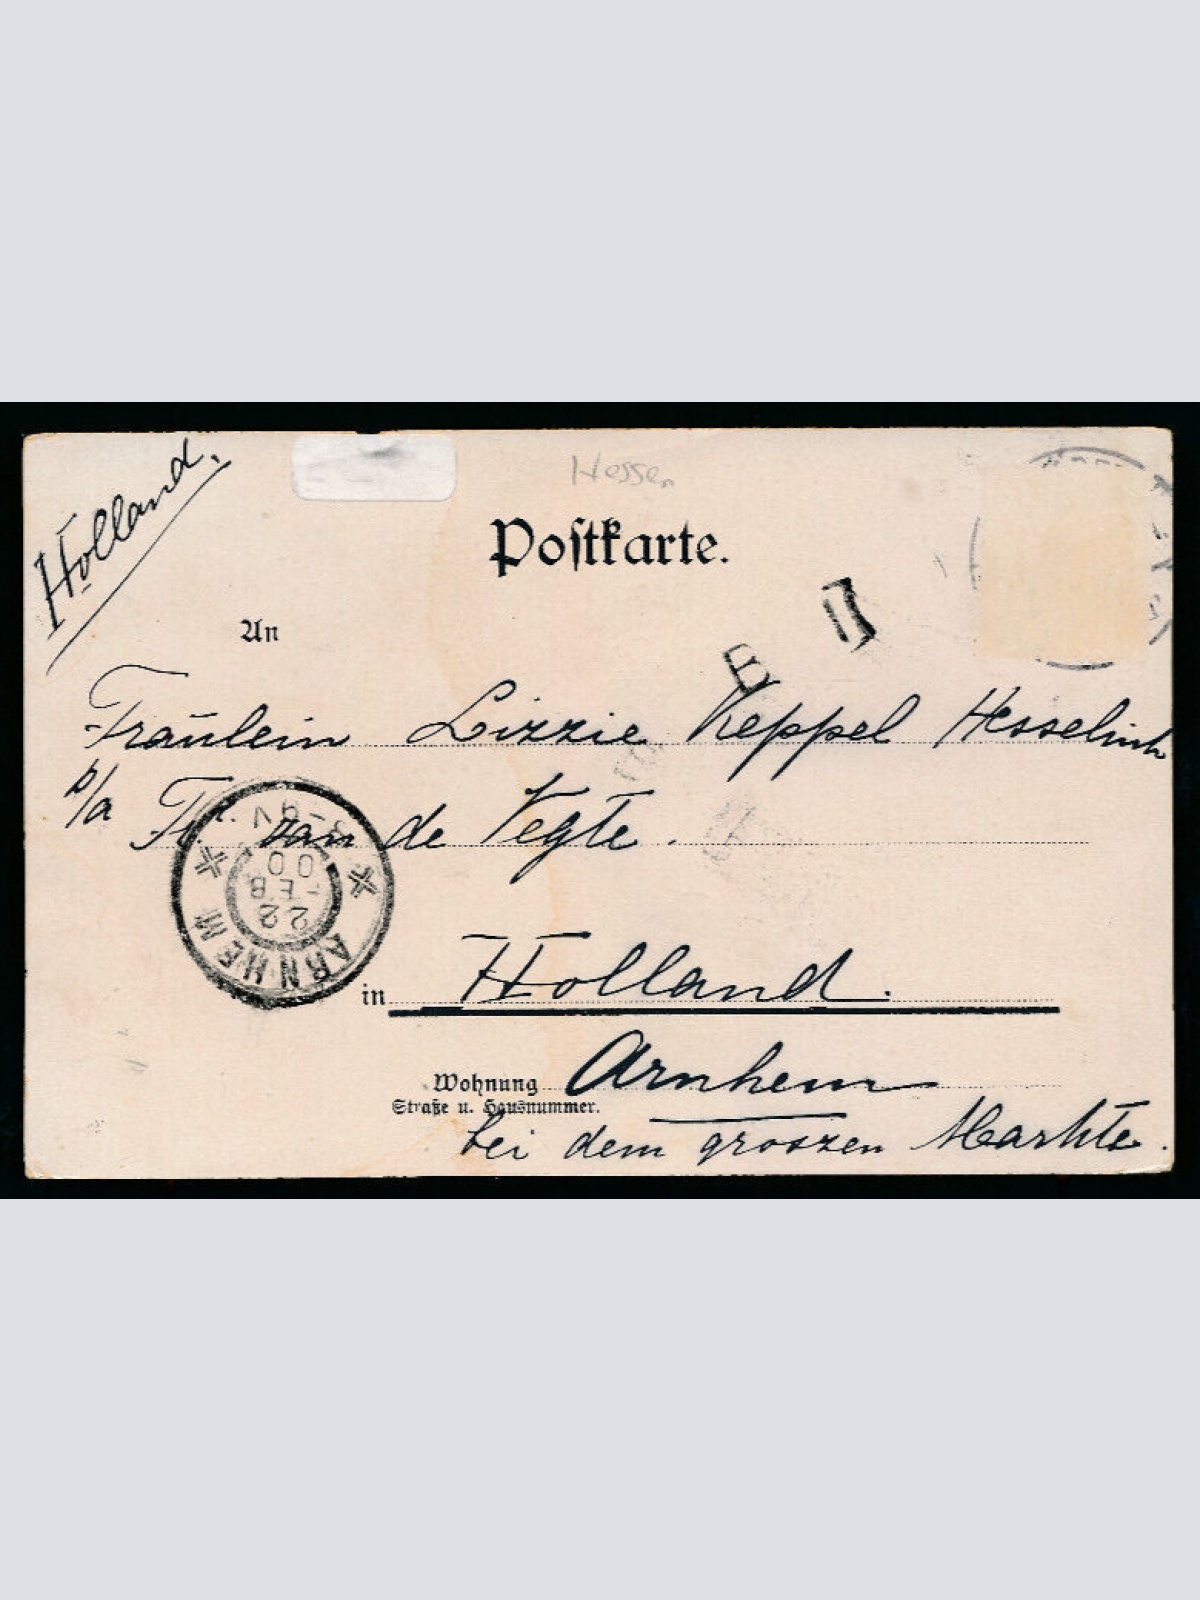 Holland.
Hessen
Postkarte.
An
Fräulein Lizzie Keppel Hesselink
p/a Fr. van de Vegte.
ARNHEM
22
FEB
00
in Holland.
Wohnung Arnhem
Straße u. Hausnummer.
bei dem groszen Markte.